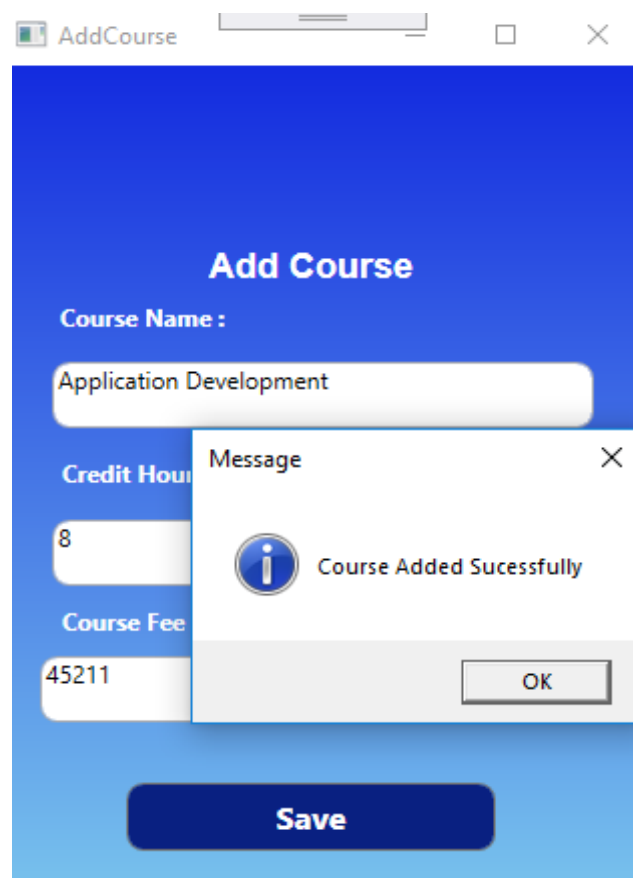 AddCourse
Add Course
Course Name :
Application Development
Credit Hour
Message
8
Course Added Sucessfully
Course Fee
45211
OK
Save